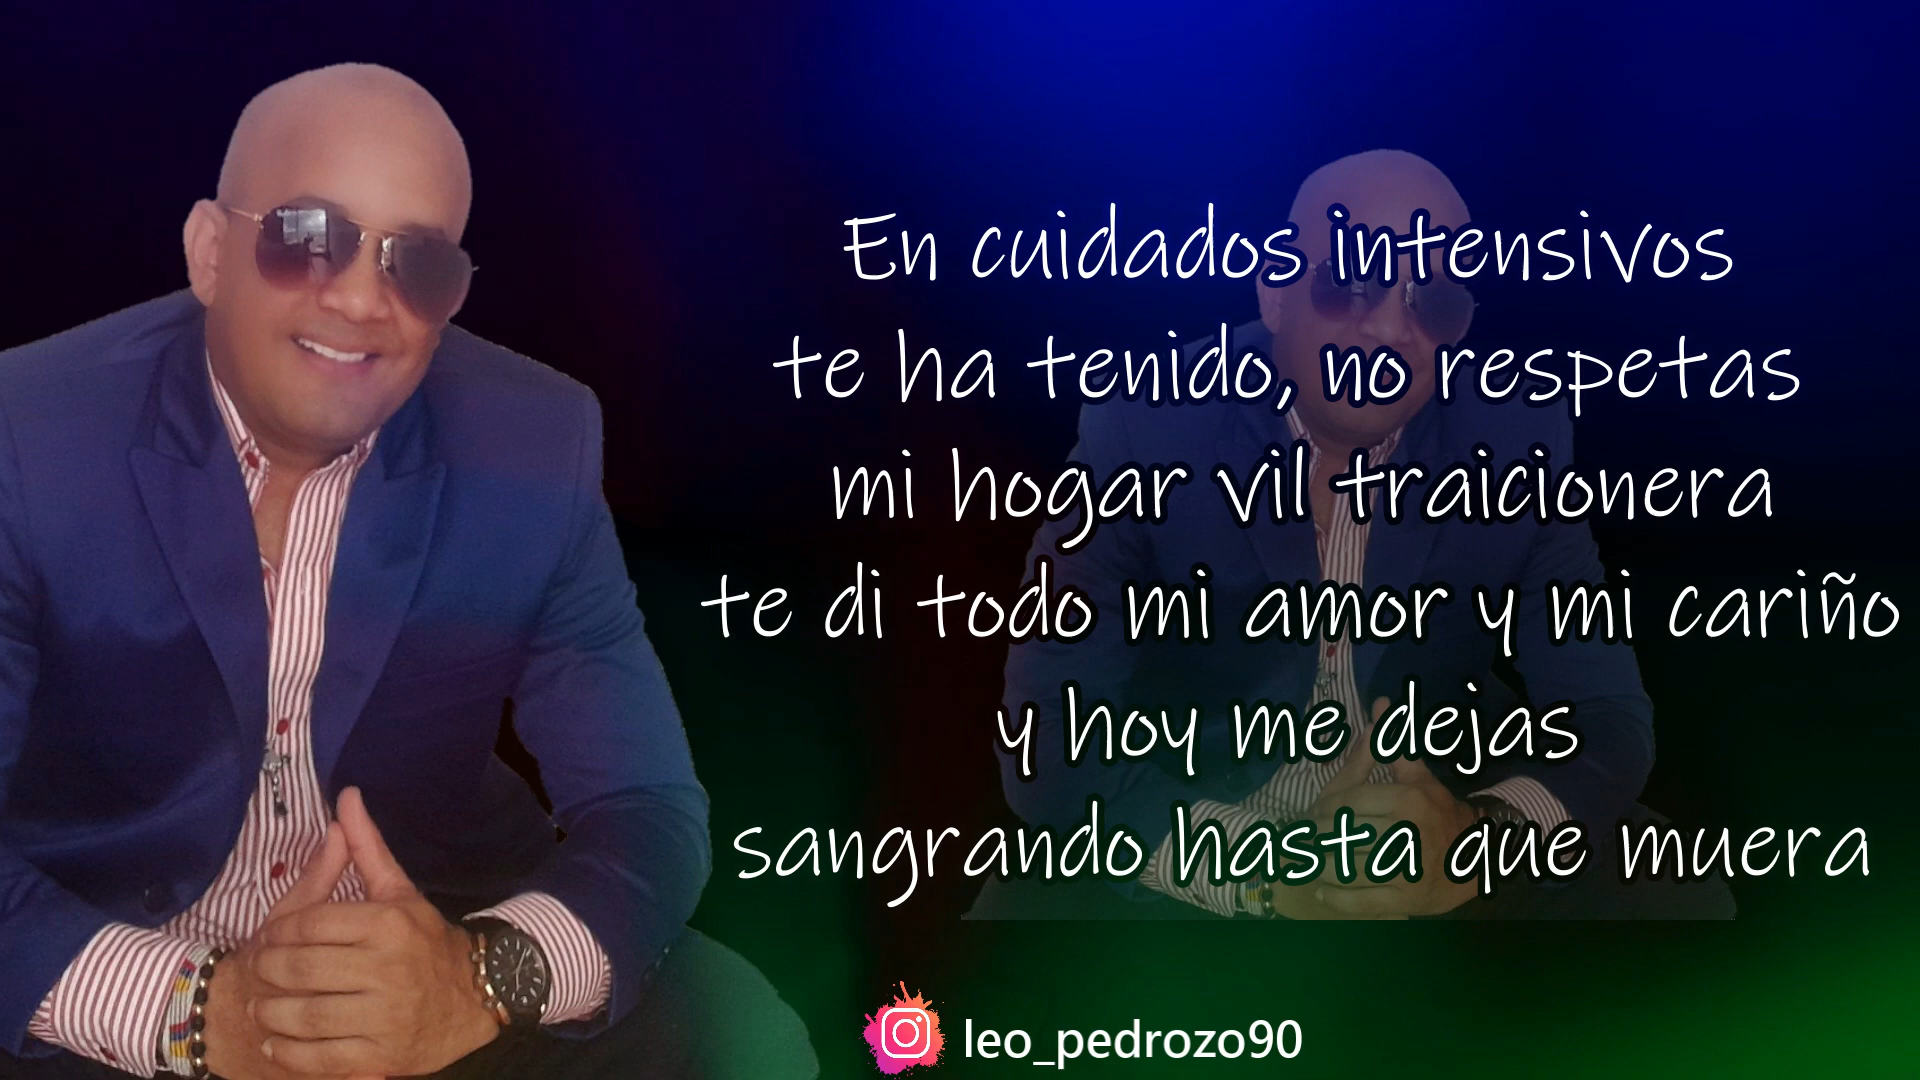 En cuidados intensivos
te ha tenido, no respetas
mi hogar vil traicionera
te di todo mi amor y mi cariño
y hoy me dejas
sangrando hasta que muera
leo_pedrozo90